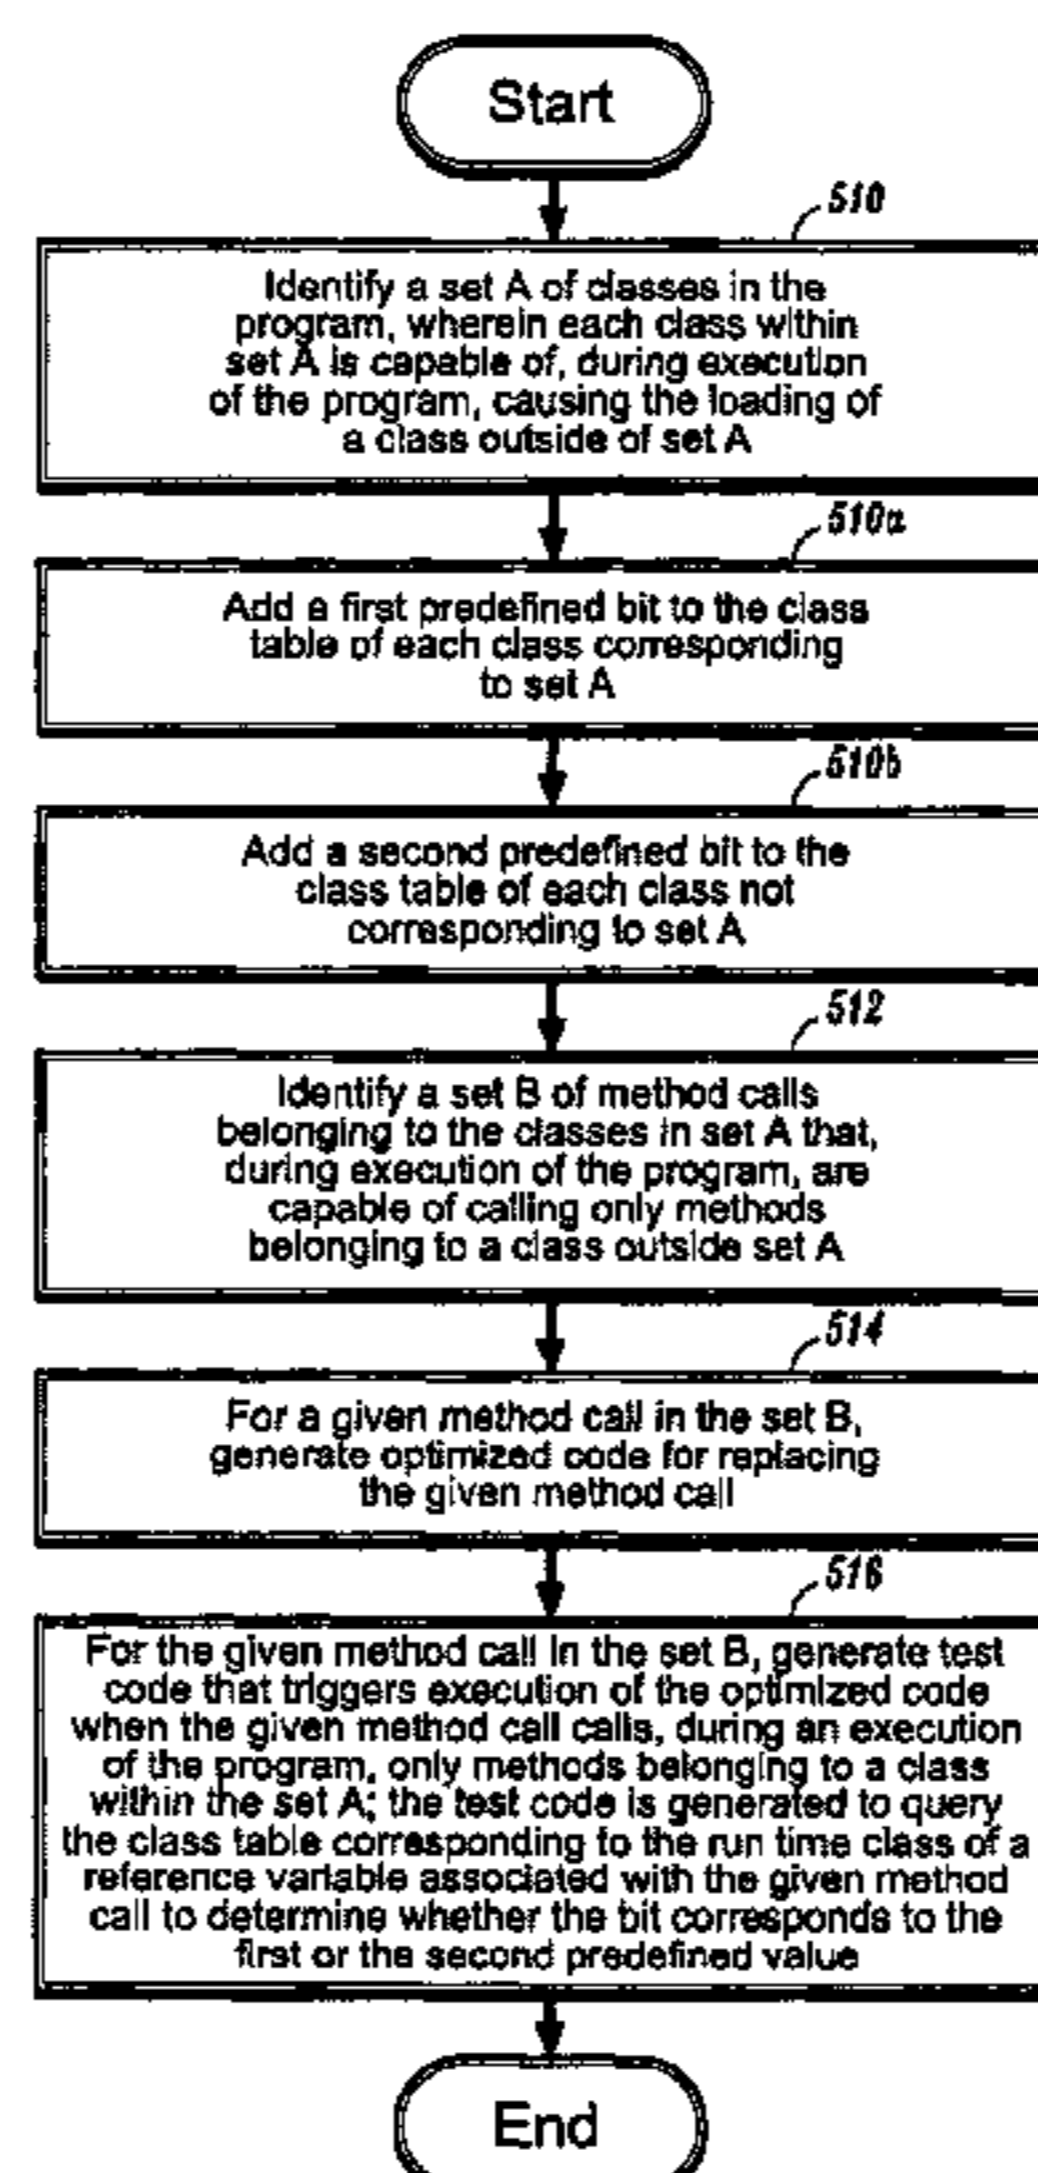 Start
510
Identify a set A of classes in the
program, wherein each class within
set A is capable of, during execution
of the program, causing the loading of
a class outside of set A
510a
Add a first predefined bit to the class
table of each class corresponding
to set A
510b
Add a second predefined bit to the
class table of each class not
corresponding to set A
512
Identify a set B of method calls
belonging to the classes in set A that,
during execution of the program, are
capable of calling only methods
belonging to a class outside set A
514
For a given method call in the set B,
generate optimized code for replacing
the given method call
516
For the given method call in the set B, generate test
code that triggers execution of the optimized code
when the given method call calls, during an execution
of the program, only methods belonging to a class
within the set A; the test code is generated to query
the class table corresponding to the run time class of a
reference variable associated with the given method
call to determine whether the bit corresponds to the
first or the second predefined value
End